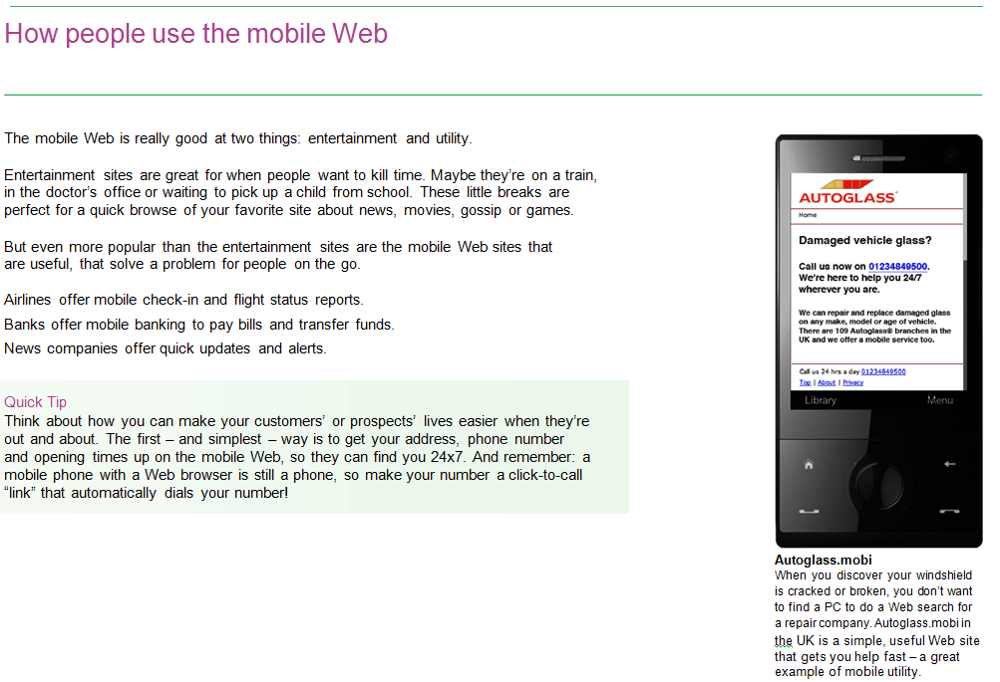 How people use the mobile Web
The mobile Web is really good at two things: entertainment and utility.
Entertainment sites are great for when people want to kill time. Maybe they’re on a train,
in the doctor’s office or waiting to pick up a child from school. These little breaks are
perfect for a quick browse of your favorite site about news, movies, gossip or games.
But even more popular than the entertainment sites are the mobile Web sites that
are useful, that solve a problem for people on the go.
Airlines offer mobile check-in and flight status reports.
Banks offer mobile banking to pay bills and transfer funds.
News companies offer quick updates and alerts.
Quick Tip
Think about how you can make your customers’ or prospects’ lives easier when they’re
out and about. The first – and simplest – way is to get your address, phone number
and opening times up on the mobile Web, so they can find you 24x7. And remember: a
mobile phone with a Web browser is still a phone, so make your number a click-to-call
“link” that automatically dials your number!
AUTOGLASS®
Home
Damaged vehicle glass?
Call us now on 01234849500.
We're here to help you 24/7
wherever you are.
We can repair and replace damaged glass
on any make, model or age of vehicle.
There are 109 Autoglass® branches in the
UK and we offer a mobile service too.
Call us 24 hrs a day 01234849500
Top | About | Privacy
Library Menu
Autoglass.mobi
When you discover your windshield
is cracked or broken, you don’t want
to find a PC to do a Web search for
a repair company. Autoglass.mobi in
the UK is a simple, useful Web site
that gets you help fast – a great
example of mobile utility.